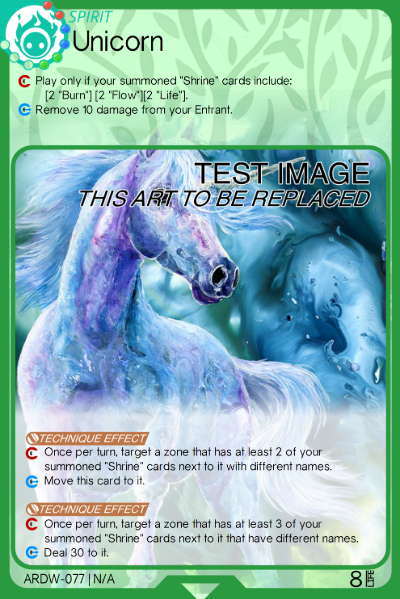 SPIRIT
Unicorn
C Play only if your summoned "Shrine" cards include:
[2 "Burn"] [2 "Flow"][2 "Life"].
E Remove 10 damage from your Entrant.
TEST IMAGE
THIS ART TO BE REPLACED
TECHNIQUE EFFECT
C Once per turn, target a zone that has at least 2 of your
summoned "Shrine" cards next to it with different names.
E Move this card to it.
TECHNIQUE EFFECT
C Once per turn, target a zone that has at least 3 of your
summoned "Shrine" cards next to it that have different names.
E Deal 30 to it.
ARDW-077 | N/A
8 LIFE